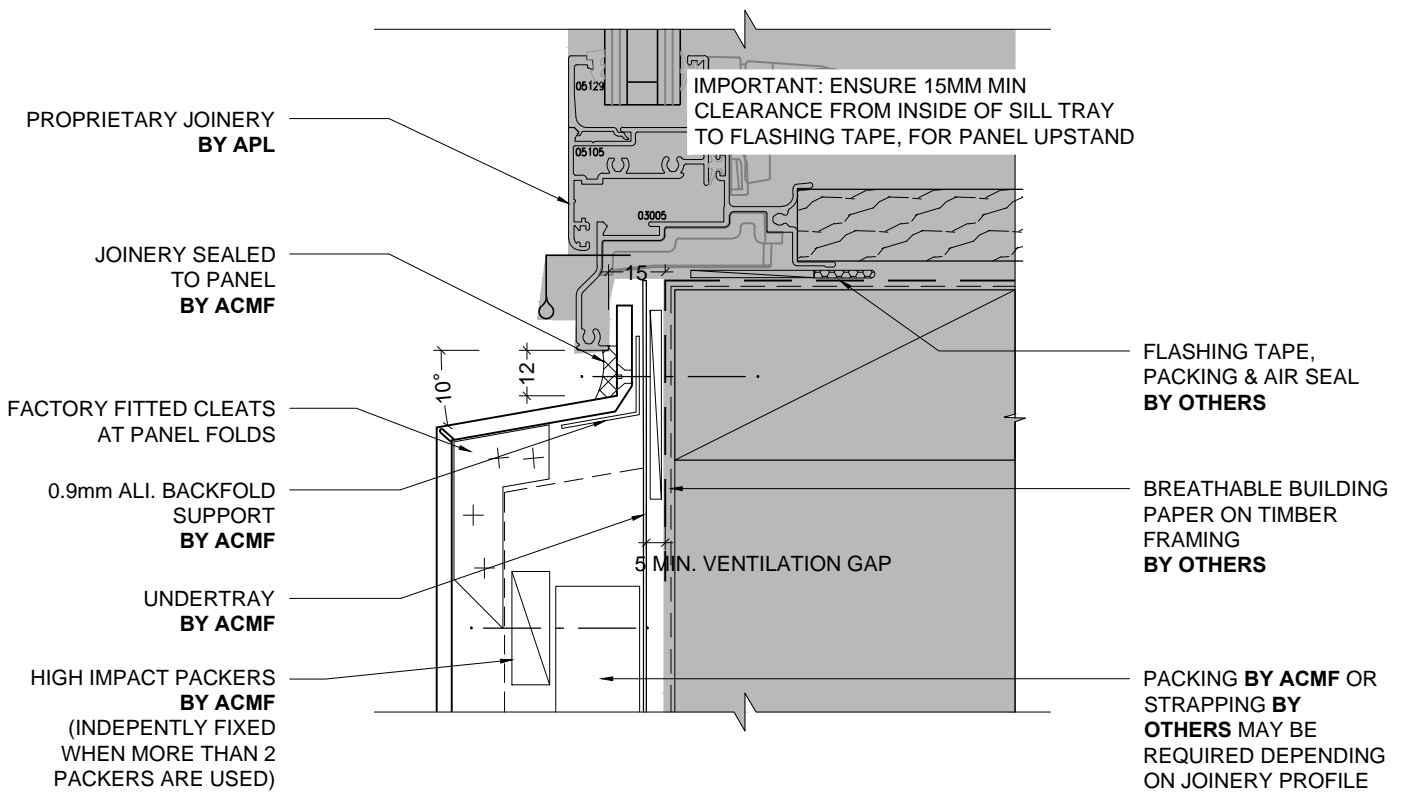 05129
IMPORTANT: ENSURE 15MM MIN
CLEARANCE FROM INSIDE OF SILL TRAY
TO FLASHING TAPE, FOR PANEL UPSTAND
PROPRIETARY JOINERY
BY APL
05105
03005
JOINERY SEALED
TO PANEL
BY ACMF
15
12
10°
FACTORY FITTED CLEATS
AT PANEL FOLDS
0.9mm ALI. BACKFOLD
SUPPORT
BY ACMF
5 MIN. VENTILATION GAP
UNDERTRAY
BY ACMF
HIGH IMPACT PACKERS
BY ACMF
(INDEPENTLY FIXED
WHEN MORE THAN 2
PACKERS ARE USED)
FLASHING TAPE,
PACKING & AIR SEAL
BY OTHERS
BREATHABLE BUILDING
PAPER ON TIMBER
FRAMING
BY OTHERS
PACKING BY ACMF OR
STRAPPING BY
OTHERS MAY BE
REQUIRED DEPENDING
ON JOINERY PROFILE